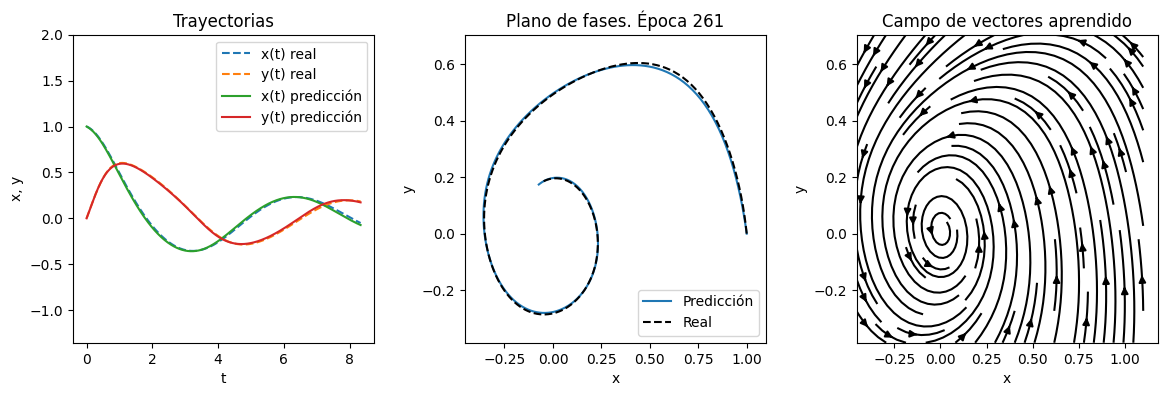 Trayectorias
2.0
1.5
1.0
0.5
0.0
−0.5
−1.0
x, y
0
2
4
6
8
t
x(t) real
y(t) real
x(t) predicción
y(t) predicción
Plano de fases. Época 261
0.6
0.4
0.2
0.0
−0.2
y
−0.25
0.00
0.25
0.50
0.75
1.00
x
Predicción
Real
Campo de vectores aprendido
0.6
0.4
0.2
0.0
−0.2
y
−0.25
0.00
0.25
0.50
0.75
1.00
x